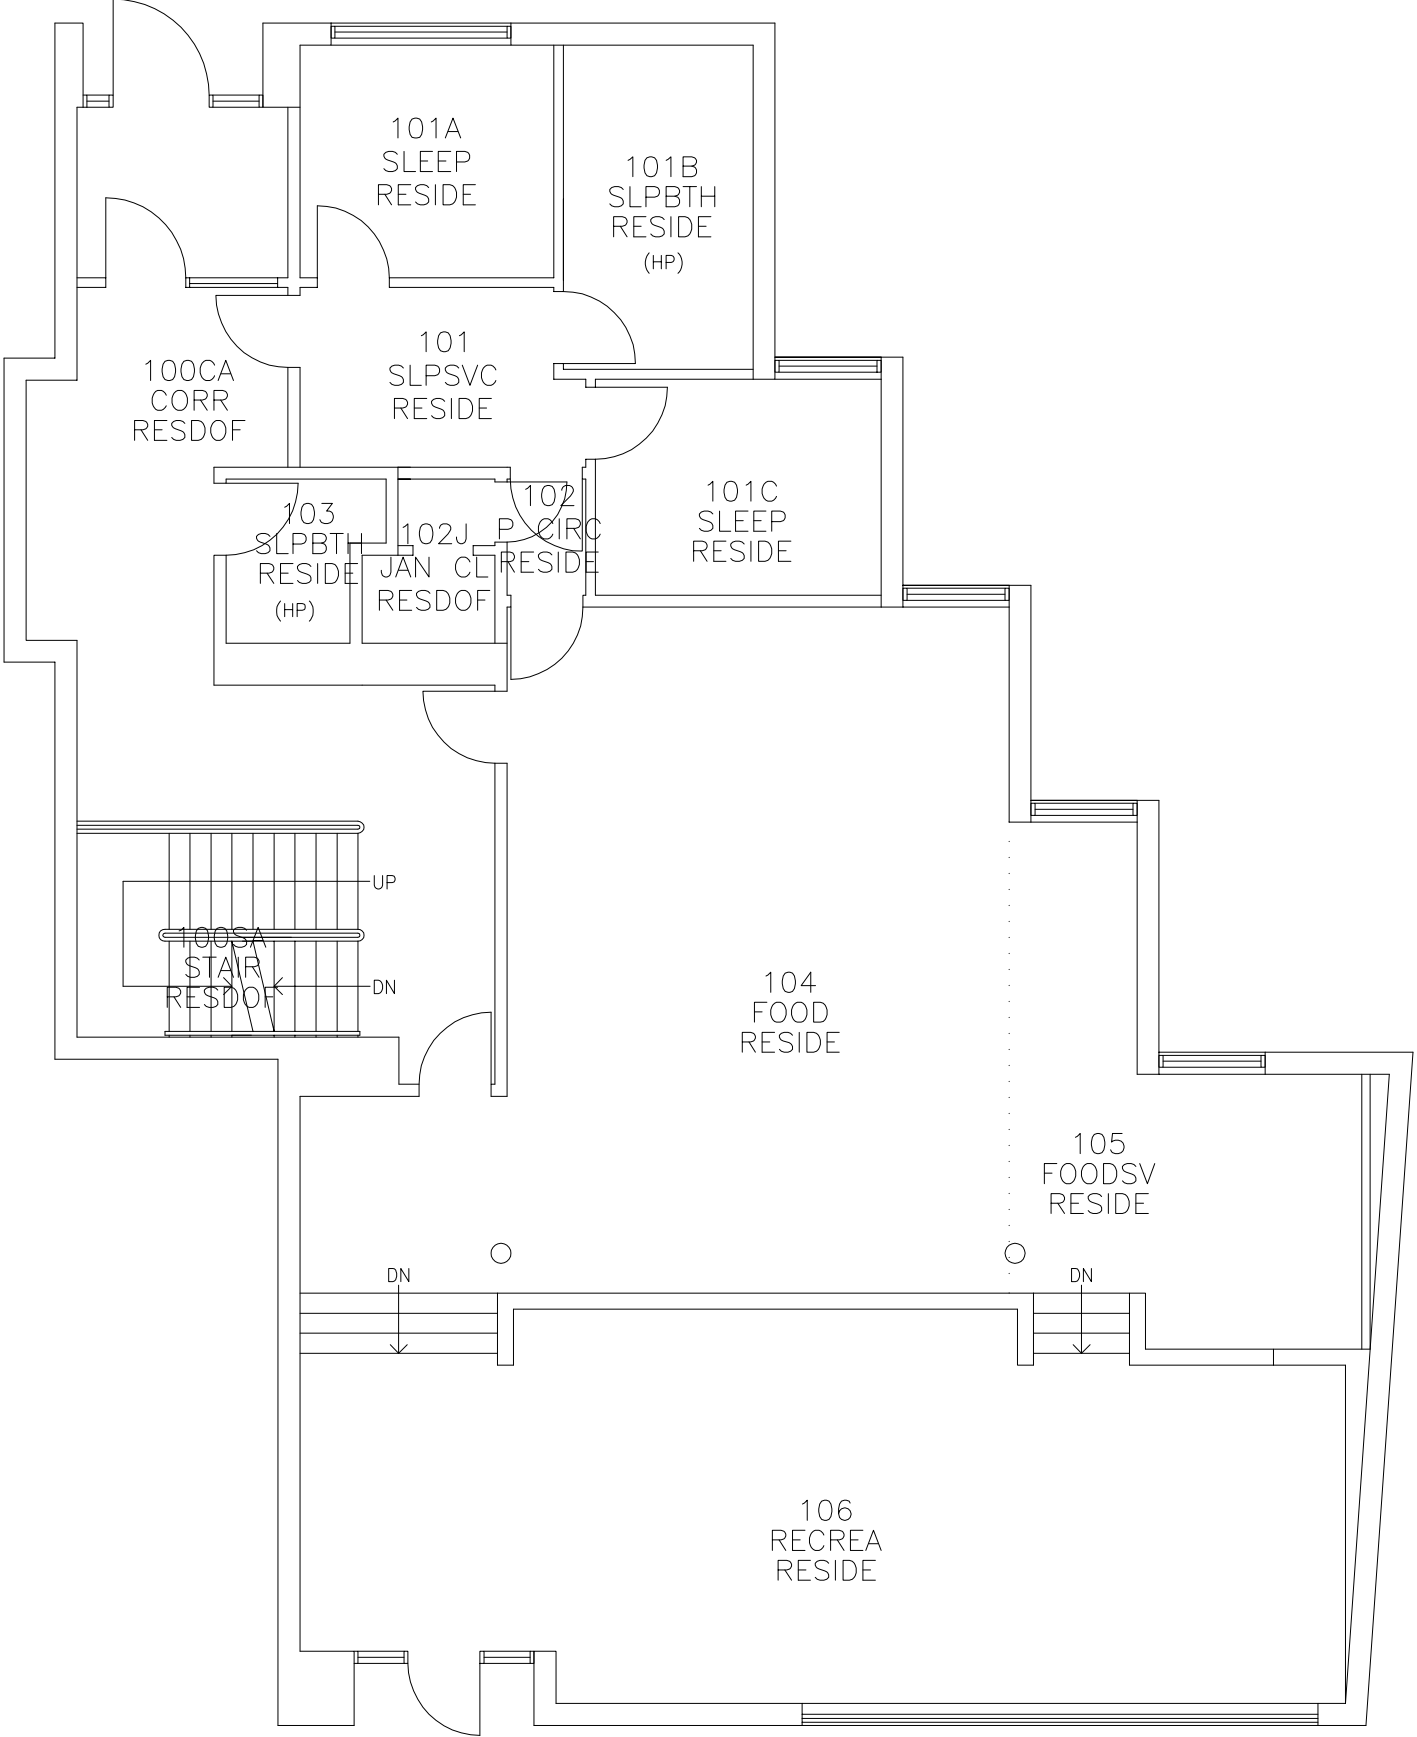 101A
SLEEP
RESIDE
101B
SLPBTH
RESIDE
(HP)
101
SLPSVC
RESIDE
100CA
CORR
RESDOF
101C
SLEEP
RESIDE
102
P CIRC
RESIDE
103
SLPBTH
RESIDE
(HP)
102J
JAN CL
RESDOF
UP
100SA
STAIR
RESDOF
DN
104
FOOD
RESIDE
105
FOODSV
RESIDE
DN
DN
106
RECREA
RESIDE